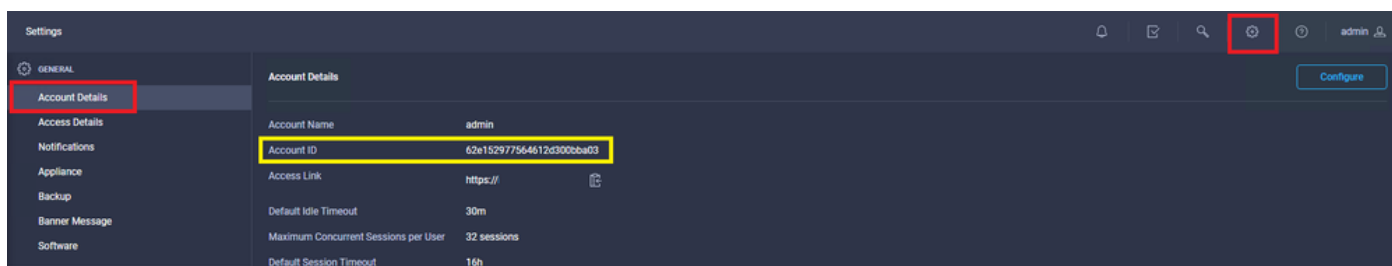 Settings
admin
GENERAL
Account Details
Configure
Account Details
Access Details
Account Name admin
Notifications
Account ID 62e152977564612d300bba03
Appliance
Access Link https://
Backup
Default Idle Timeout 30m
Banner Message
Maximum Concurrent Sessions per User 32 sessions
Software
Default Session Timeout 16h